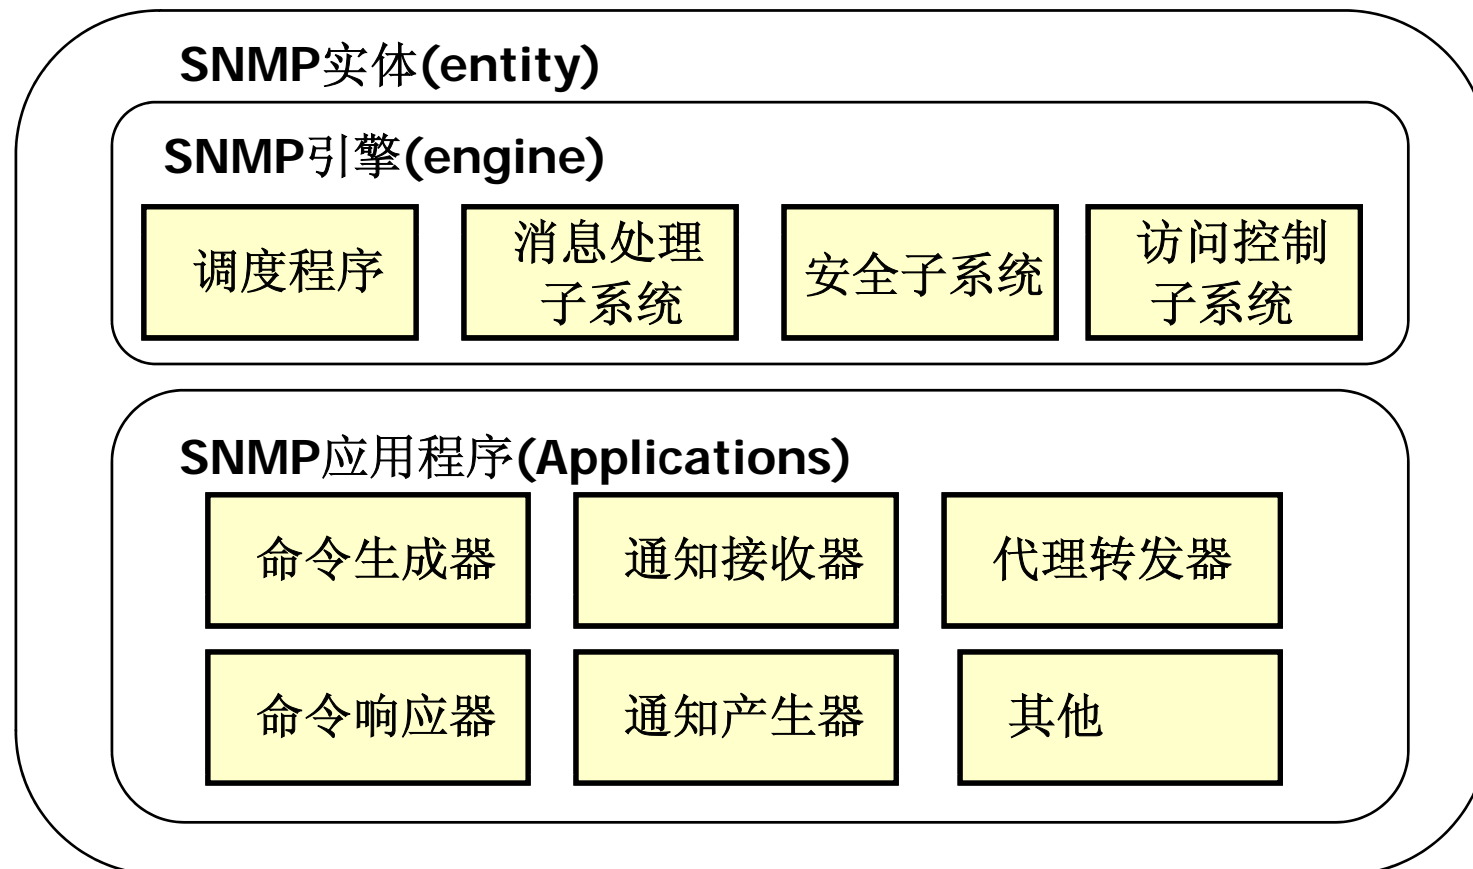 SNMP实体(entity)
SNMP引擎(engine)
调度程序
消息处理
子系统
安全子系统
访问控制
子系统
SNMP应用程序(Applications)
命令生成器
通知接收器
代理转发器
命令响应器
通知产生器
其他